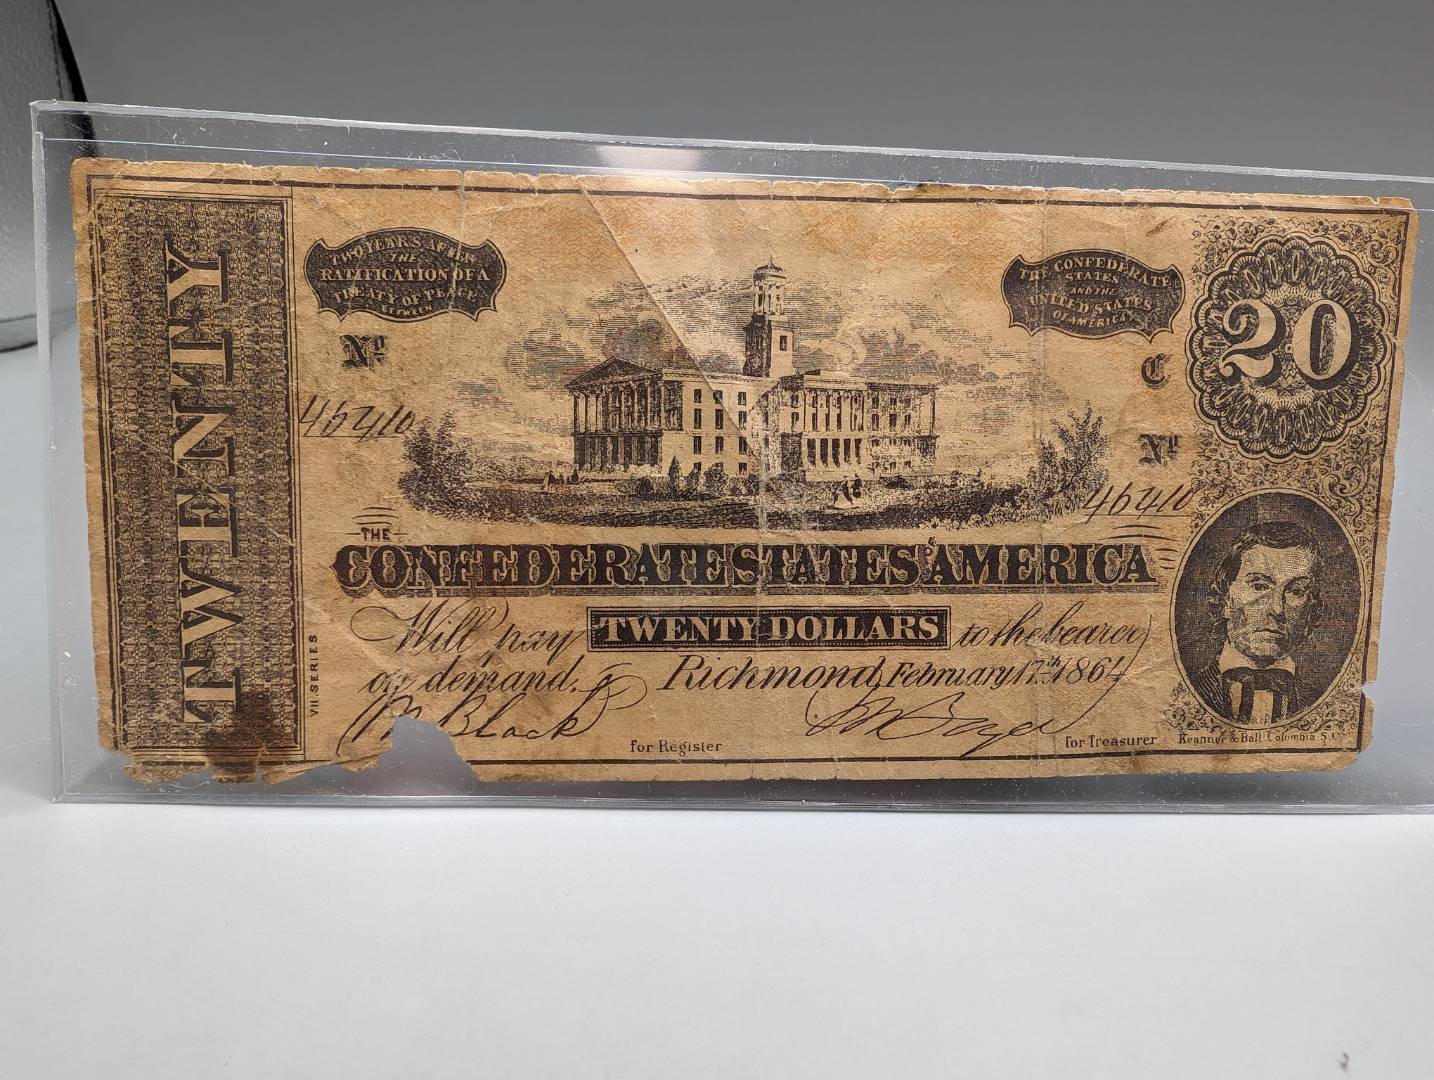 TWENTY
TWO YEARS AFTER
THE
RATIFICATION OF A
TREATY OF PEACE
BETWEEN
THE CONFEDERATE
STATES
AND THE
UNITED STATES
OF AMERICA
20
Nº
C
Nº
46410
THE
CONFEDERATE STATES AMERICA
Will pay TWENTY DOLLARS to the bearer
on demand. Richmond, February 17th 1864
VII SERIES
Black
for Register
for Treasurer
Keatinge & Ball, Columbia S.C.